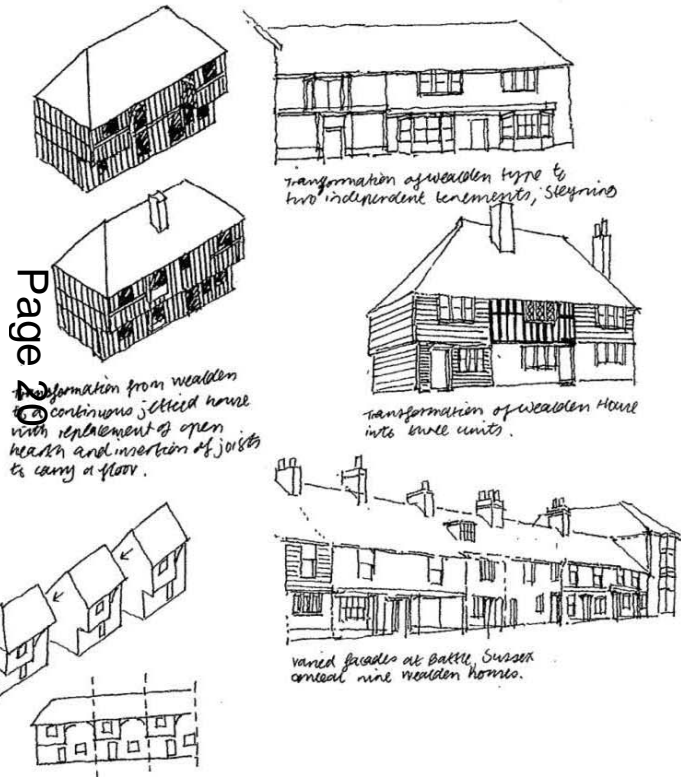 Transformation of wealden type to
two independent tenements, Steyning
Page 20
Transformation from wealden
to a continuous jettied house
with replacement of open
hearth and insertion of joists
to carry a floor.
Transformation of wealden House
into three units.
varied facades at Battle, Sussex
conceal nine wealden houses.